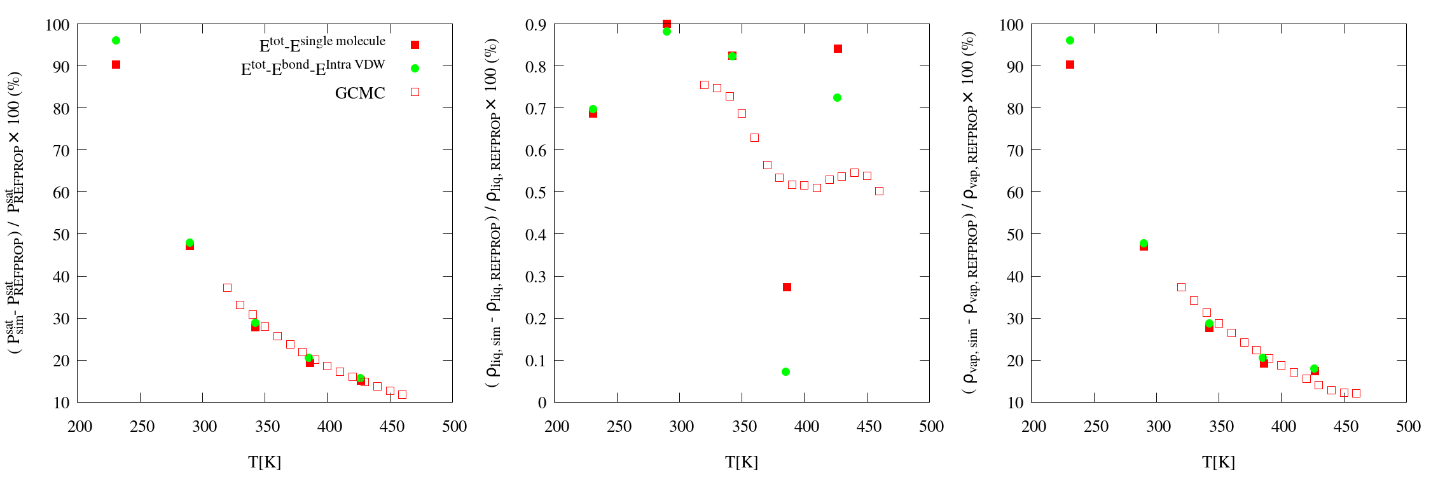 ( P^sat_sim - P^sat_REFPROP ) / P^sat_REFPROP × 100 (%)
100
90
80
70
60
50
40
30
20
10
200 250 300 350 400 450 500
T[K]
E^tot-E^single molecule
E^tot-E^bond-E^Intra VDW
GCMC
( ρ_liq, sim - ρ_liq, REFPROP ) / ρ_liq, REFPROP × 100 (%)
0.9
0.8
0.7
0.6
0.5
0.4
0.3
0.2
0.1
0
200 250 300 350 400 450 500
T[K]
( ρ_vap, sim - ρ_vap, REFPROP ) / ρ_vap, REFPROP × 100 (%)
100
90
80
70
60
50
40
30
20
10
200 250 300 350 400 450 500
T[K]